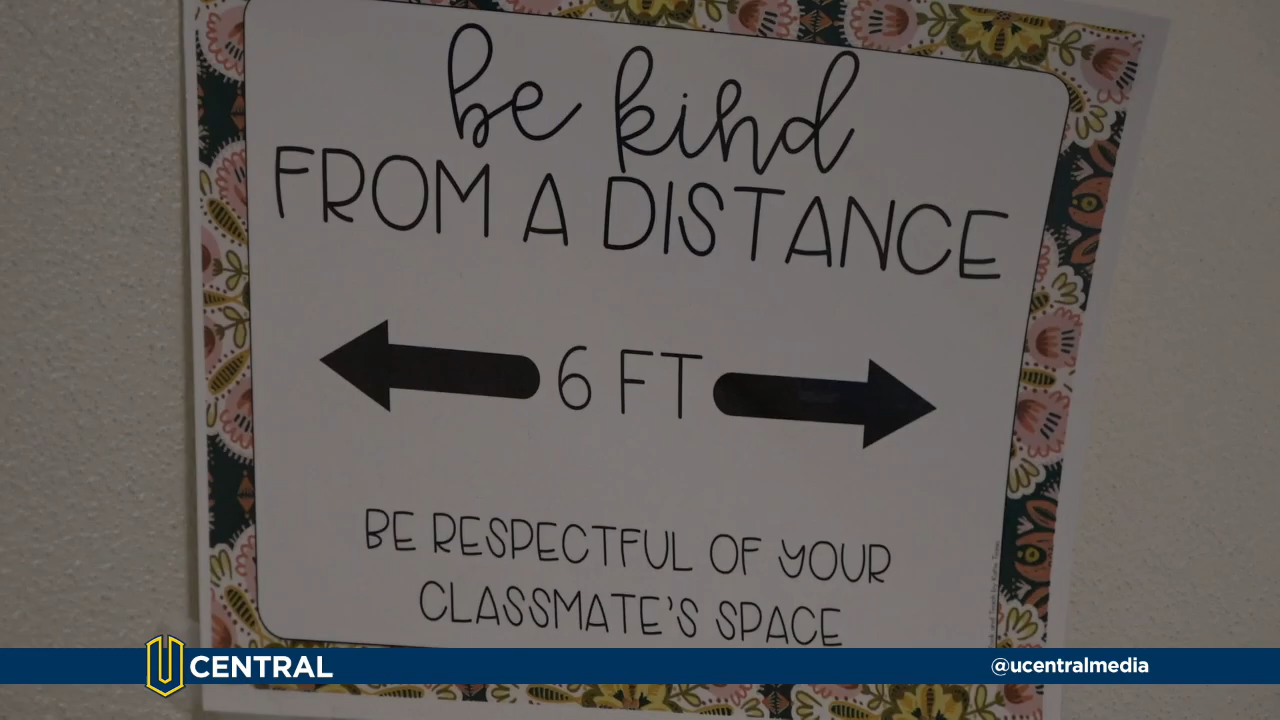 be kind
FROM A DISTANCE
6 FT
BE RESPECTFUL OF YOUR
CLASSMATE'S SPACE
U CENTRAL
@ucentralmedia